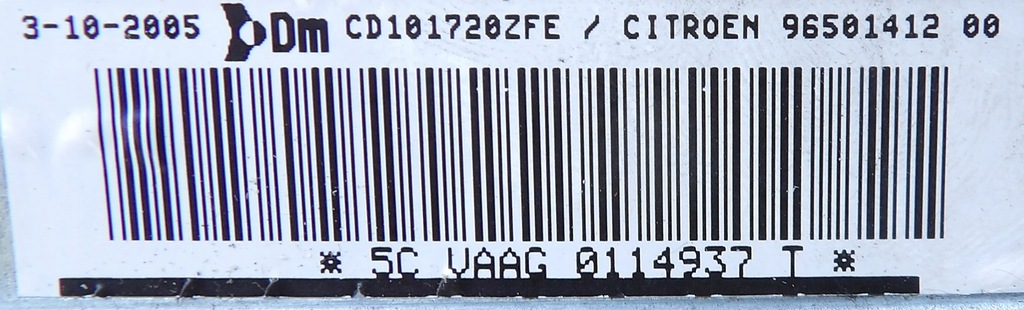 3-10-2005 Dm CD101720ZFE / CITROEN 96501412 00
* 5C VAAG 0114937 T *